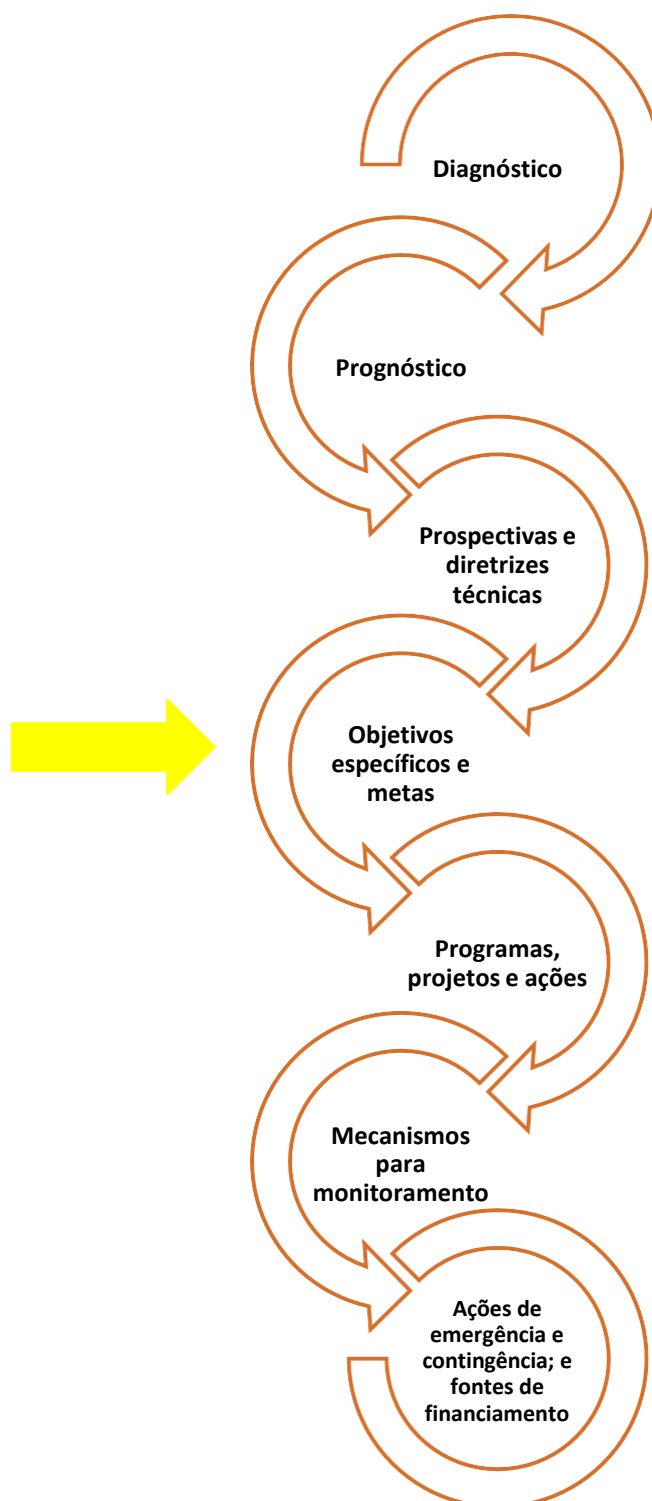 Diagnóstico
Prognóstico
Prospectivas e
diretrizes
técnicas
Objetivos
específicos e
metas
Programas,
projetos e ações
Mecanismos
para
monitoramento
Ações de
emergência e
contingência; e
fontes de
financiamento